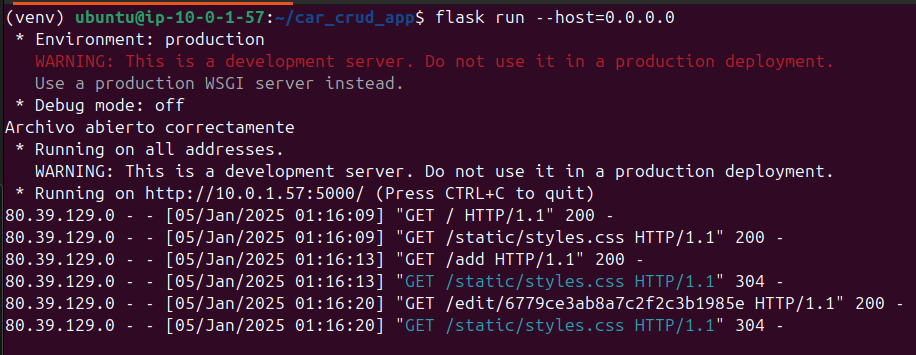 (venv) ubuntu@ip-10-0-1-57:~/car_crud_app$ flask run --host=0.0.0.0
 * Environment: production
   WARNING: This is a development server. Do not use it in a production deployment.
   Use a production WSGI server instead.
 * Debug mode: off
Archivo abierto correctamente
 * Running on all addresses.
   WARNING: This is a development server. Do not use it in a production deployment.
 * Running on http://10.0.1.57:5000/ (Press CTRL+C to quit)
80.39.129.0 - - [05/Jan/2025 01:16:09] "GET / HTTP/1.1" 200 -
80.39.129.0 - - [05/Jan/2025 01:16:09] "GET /static/styles.css HTTP/1.1" 200 -
80.39.129.0 - - [05/Jan/2025 01:16:13] "GET /add HTTP/1.1" 200 -
80.39.129.0 - - [05/Jan/2025 01:16:13] "GET /static/styles.css HTTP/1.1" 304 -
80.39.129.0 - - [05/Jan/2025 01:16:20] "GET /edit/6779ce3ab8a7c2f2c3b1985e HTTP/1.1" 200 -
80.39.129.0 - - [05/Jan/2025 01:16:20] "GET /static/styles.css HTTP/1.1" 304 -